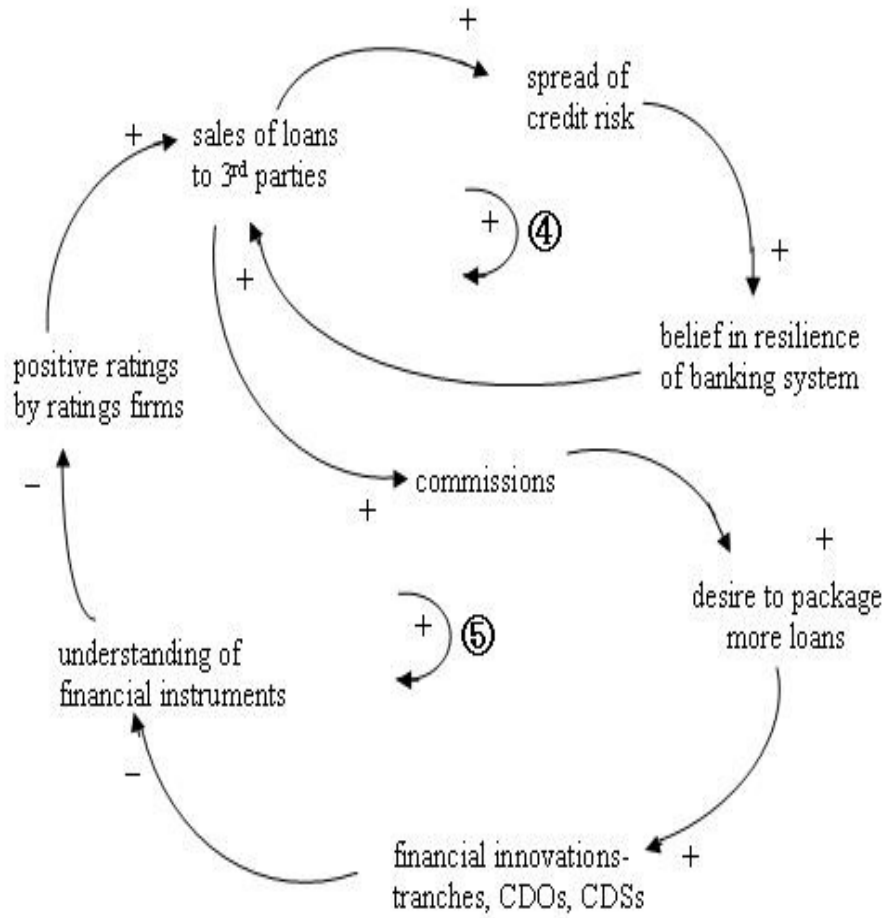 +
spread of
credit risk
+
sales of loans
to 3rd parties
+
④
+
+
belief in resilience
of banking system
positive ratings
by ratings firms
commissions
−
+
+
desire to package
more loans
+
⑤
understanding of
financial instruments
−
financial innovations-
tranches, CDOs, CDSs
+